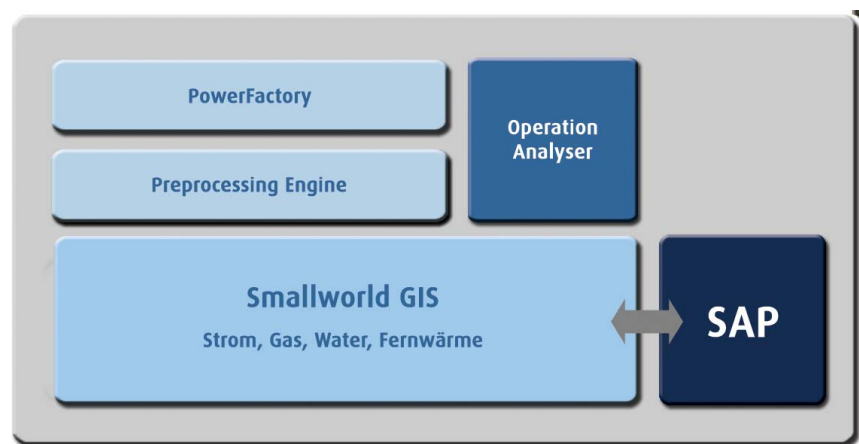 PowerFactory
Preprocessing Engine
Operation
Analyser
Smallworld GIS
Strom, Gas, Water, Fernwärme
SAP